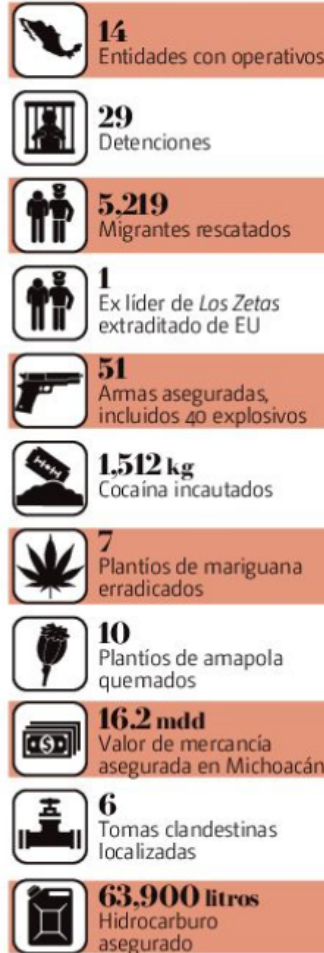 14
Entidades con operativos
29
Detenciones
5,219
Migrantes rescatados
1
Ex líder de Los Zetas
extraditado de EU
51
Armas aseguradas,
incluidos 40 explosivos
1,512 kg
Cocaína incautados
7
Plantíos de mariguana
erradicados
10
Plantíos de amapola
quemados
16.2 mdd
Valor de mercancía
asegurada en Michoacán
6
Tomas clandestinas
localizadas
63,900 litros
Hidrocarburo
asegurado